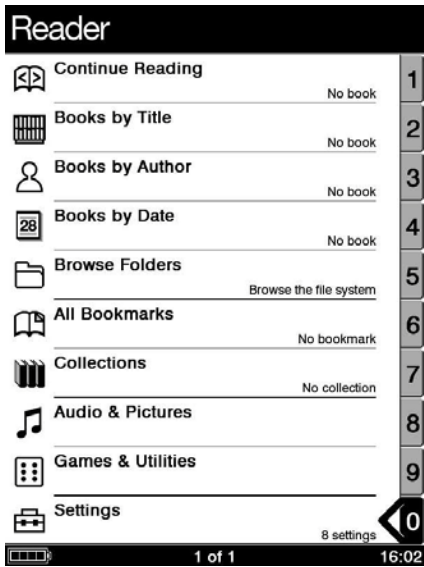 Reader
Continue Reading
No book
1
Books by Title
No book
2
Books by Author
No book
3
Books by Date
No book
28
4
Browse Folders
Browse the file system
5
All Bookmarks
No bookmark
6
Collections
No collection
7
Audio & Pictures
8
Games & Utilities
9
Settings
8 settings
0
1 of 1
16:02